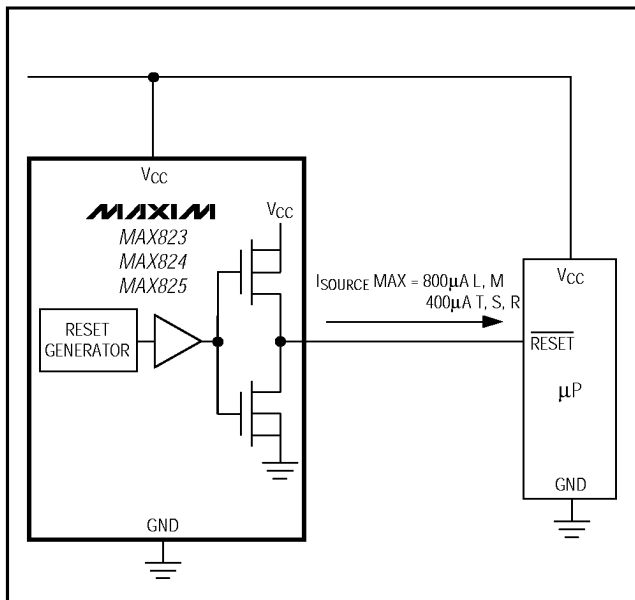 VCC
MAXIM
MAX823
MAX824
MAX825
VCC
RESET
GENERATOR
GND
ISOURCE MAX = 800µA L, M
400µA T, S, R
VCC
RESET
µP
GND